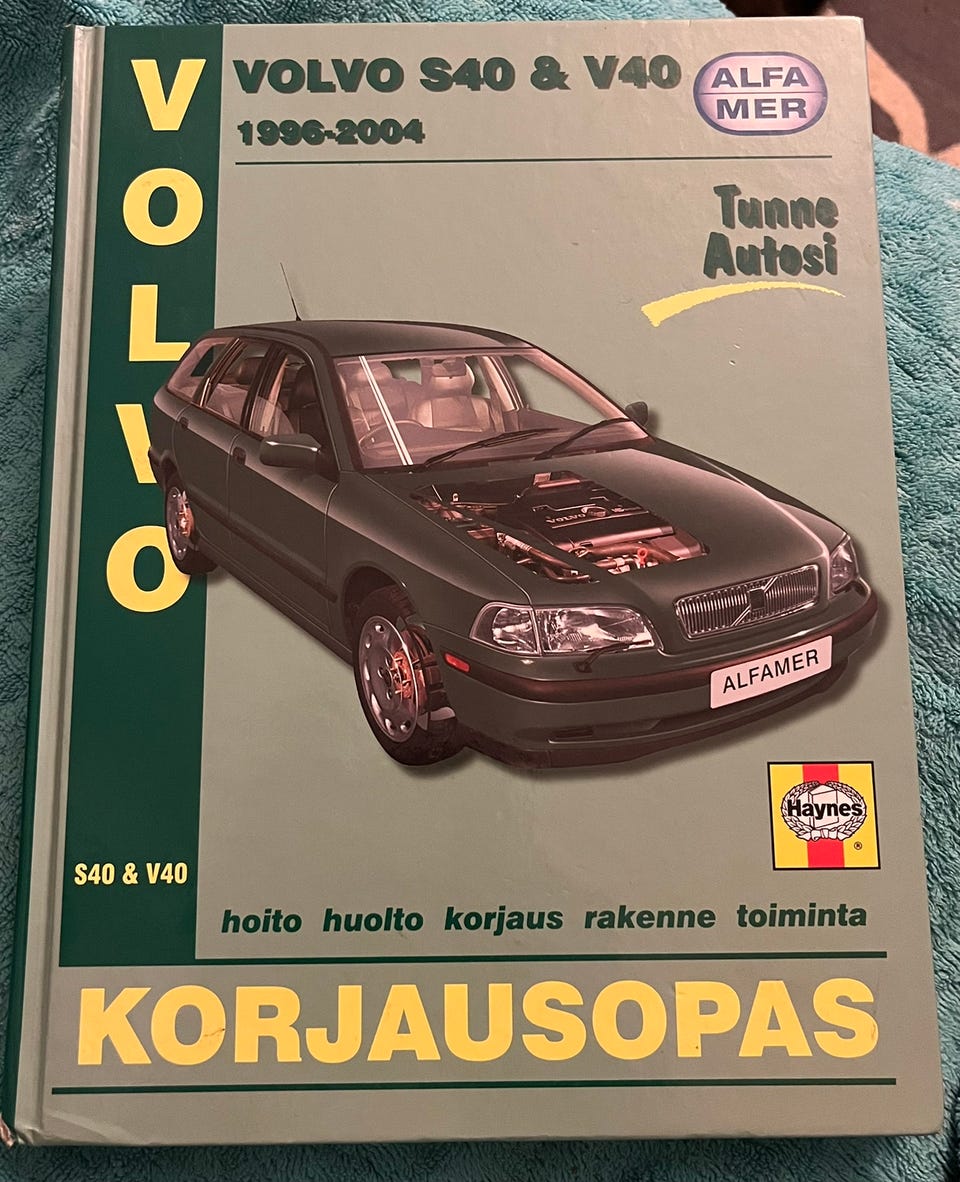 VOLVO
VOLVO S40 & V40
1996-2004
ALFA
MER
Tunne
Autosi
VOLVO
ALFAMER
Haynes
®
S40 & V40
hoito huolto korjaus rakenne toiminta
KORJAUSOPAS